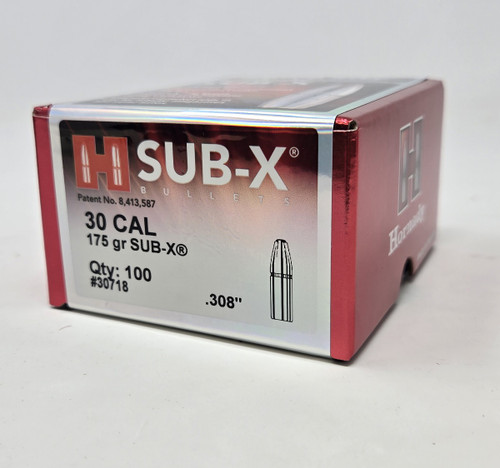 H SUB-X®
BULLETS
Patent No. 8,413,587
30 CAL
175 gr SUB-X®
Qty: 100
#30718
.308"
H
Hornady